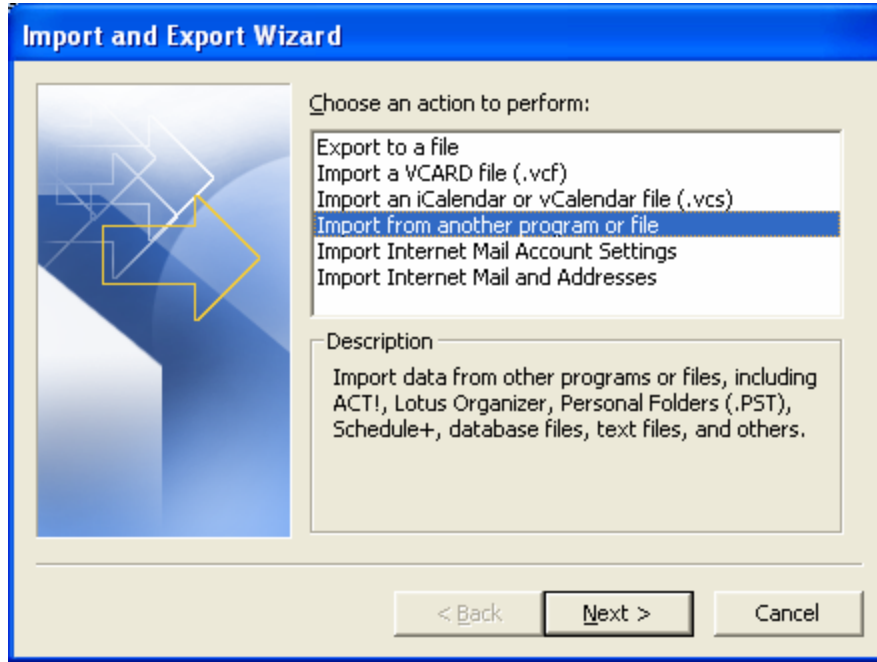 Import and Export Wizard
Choose an action to perform:
Export to a file
Import a VCARD file (.vcf)
Import an iCalendar or vCalendar file (.vcs)
Import from another program or file
Import Internet Mail Account Settings
Import Internet Mail and Addresses
Description
Import data from other programs or files, including
ACT!, Lotus Organizer, Personal Folders (.PST),
Schedule+, database files, text files, and others.
< Back Next > Cancel